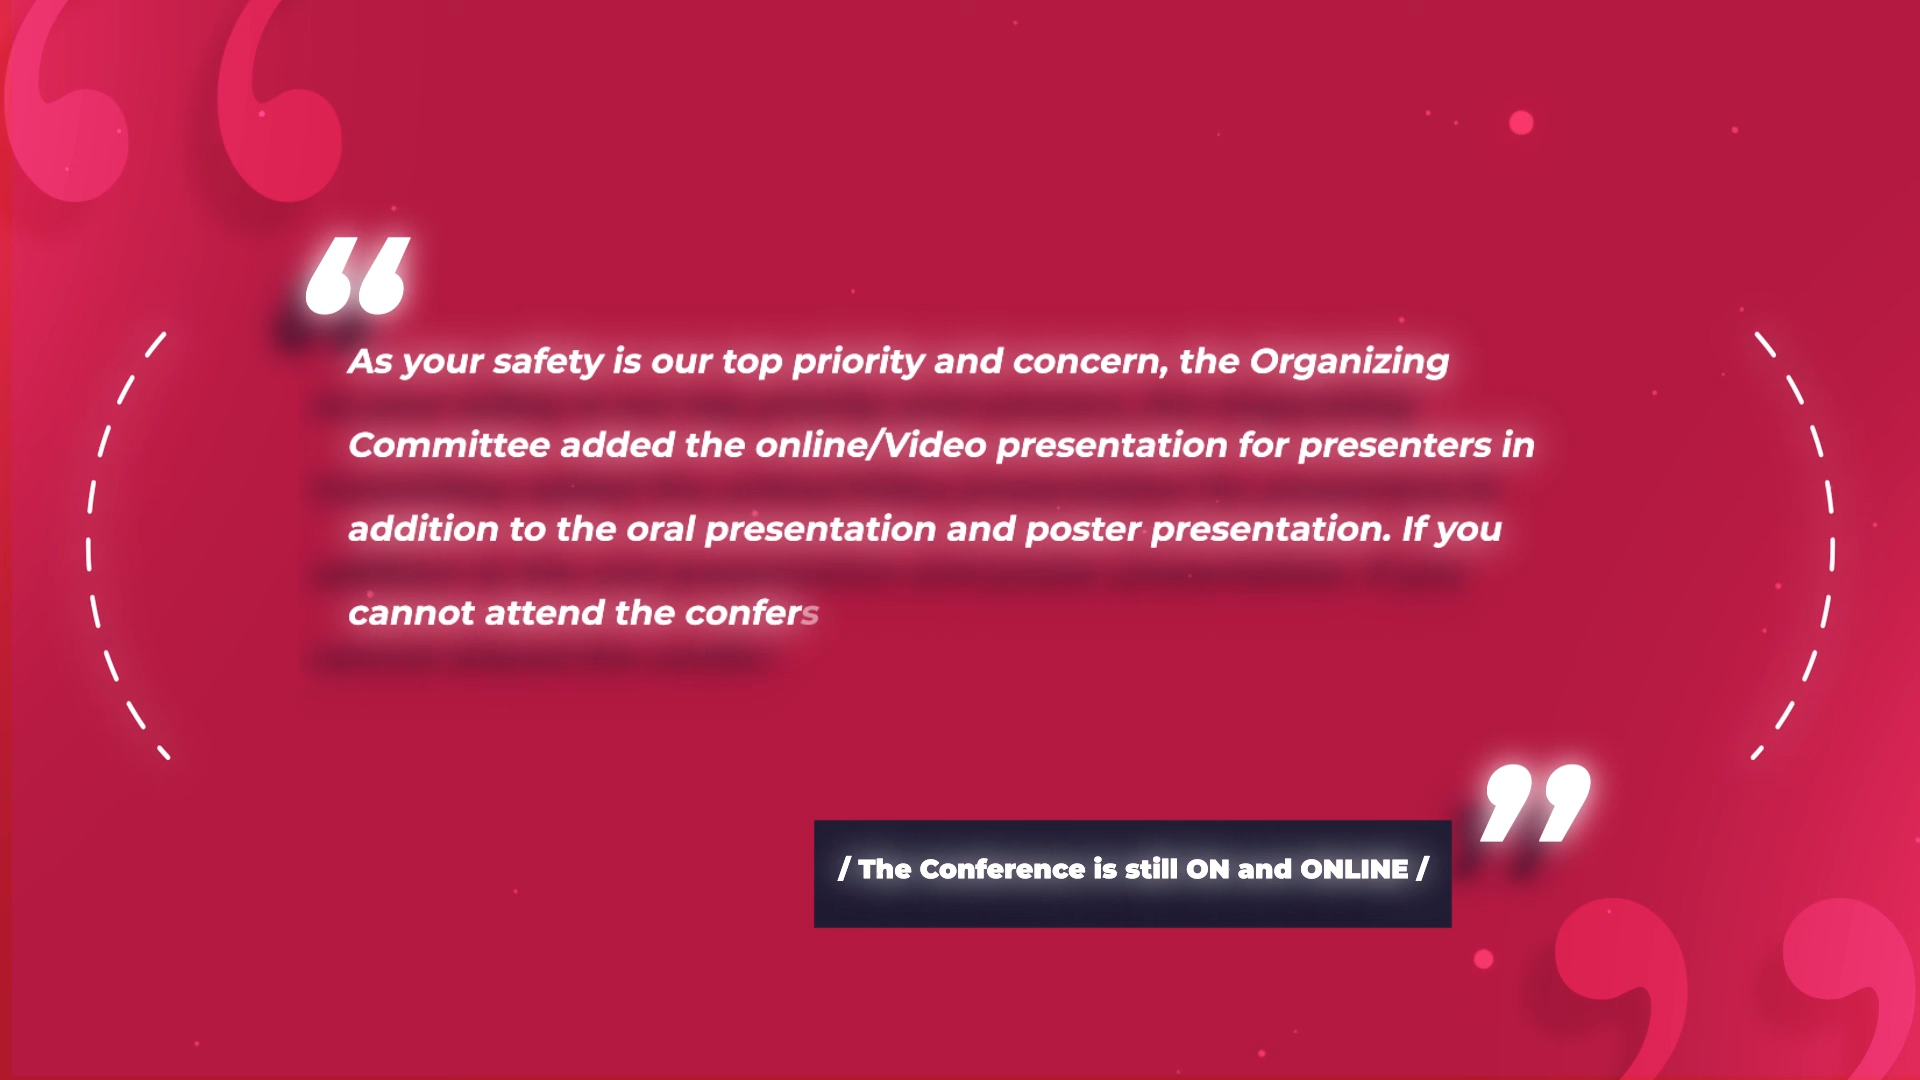 “
As your safety is our top priority and concern, the Organizing
Committee added the online/Video presentation for presenters in
addition to the oral presentation and poster presentation. If you
cannot attend the confers
”
/ The Conference is still ON and ONLINE /